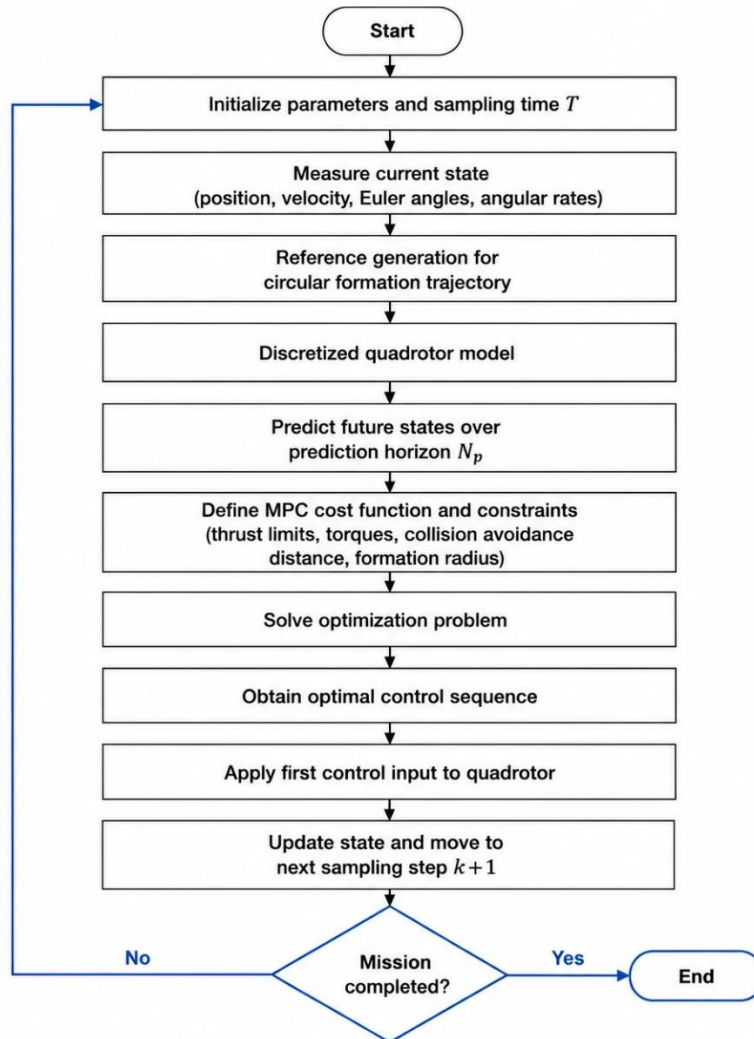 Start
Initialize parameters and sampling time T
Measure current state
(position, velocity, Euler angles, angular rates)
Reference generation for
circular formation trajectory
Discretized quadrotor model
Predict future states over
prediction horizon Nₚ
Define MPC cost function and constraints
(thrust limits, torques, collision avoidance
distance, formation radius)
Solve optimization problem
Obtain optimal control sequence
Apply first control input to quadrotor
Update state and move to
next sampling step k+1
No
Mission
completed?
Yes
End